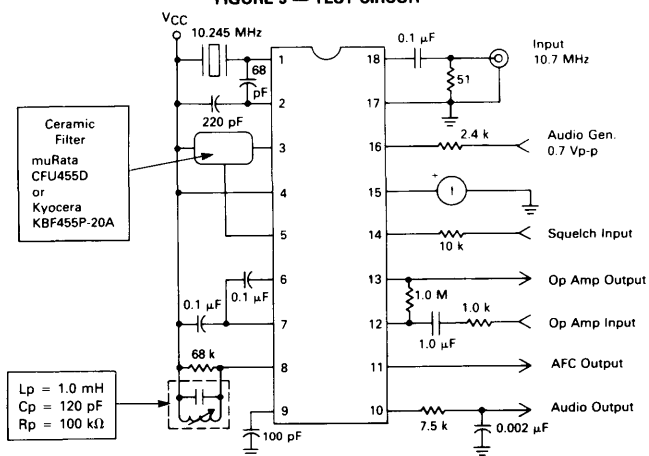 FIGURE 5 — TEST CIRCUIT
VCC
10.245 MHz
68
pF
220 pF
Ceramic
Filter
muRata
CFU455D
or
Kyocera
KBF455P-20A
0.1 µF
0.1 µF
68 k
Lp = 1.0 mH
Cp = 120 pF
Rp = 100 kΩ
100 pF
1
2
3
4
5
6
7
8
9
18
17
16
15
14
13
12
11
10
0.1 µF
51
Input
10.7 MHz
2.4 k
Audio Gen.
0.7 Vp-p
+
I
10 k
Squelch Input
Op Amp Output
1.0 M
1.0 k
1.0 µF
Op Amp Input
AFC Output
Audio Output
7.5 k
0.002 µF